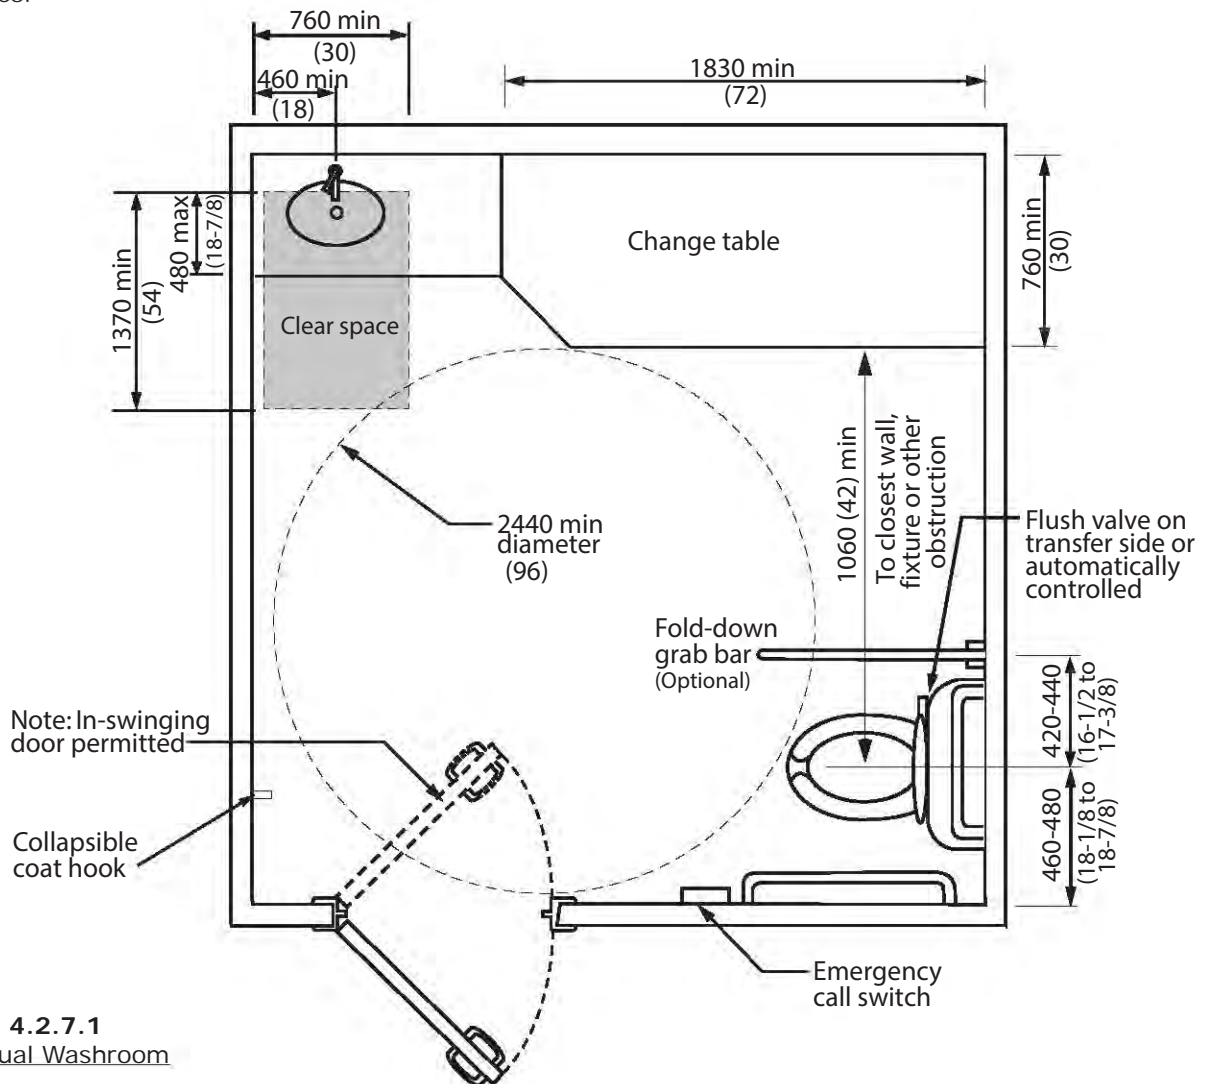 760 min
(30)
460 min
(18)
1830 min
(72)
480 max
(18-7/8)
1370 min
(54)
Change table
760 min
(30)
Clear space
1060 (42) min
To closest wall,
fixture or other
obstruction
2440 min
diameter
(96)
Flush valve on
transfer side or
automatically
controlled
Fold-down
grab bar
(Optional)
420-440
(16-1/2 to
17-3/8)
Note: In-swinging
door permitted
460-480
(18-1/8 to
18-7/8)
Collapsible
coat hook
Emergency
call switch
4.2.7.1
Washroom